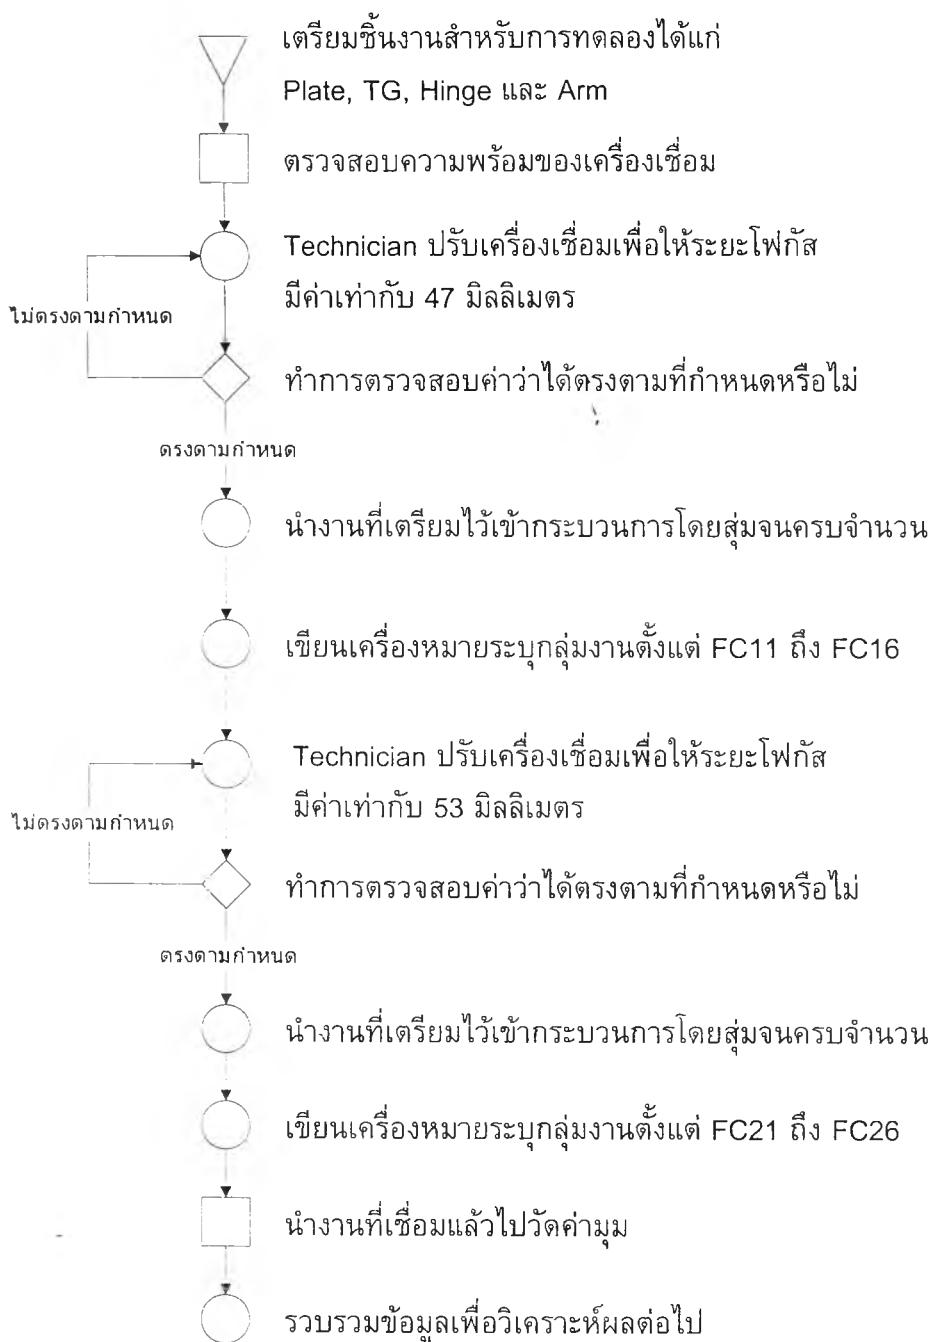 เตรียมชิ้นงานสำหรับการทดลองได้แก่
Plate, TG, Hinge และ Arm
ตรวจสอบความพร้อมของเครื่องเชื่อม
Technician ปรับเครื่องเชื่อมเพื่อให้ระยะโฟกัส
มีค่าเท่ากับ 47 มิลลิเมตร
ไม่ตรงตามกำหนด
ทำการตรวจสอบค่าว่าได้ตรงตามที่กำหนดหรือไม่
ตรงตามกำหนด
นำงานที่เตรียมไว้เข้ากระบวนการโดยสุ่มจนครบจำนวน
เขียนเครื่องหมายระบุกลุ่มงานตั้งแต่ FC11 ถึง FC16
Technician ปรับเครื่องเชื่อมเพื่อให้ระยะโฟกัส
มีค่าเท่ากับ 53 มิลลิเมตร
ไม่ตรงตามกำหนด
ทำการตรวจสอบค่าว่าได้ตรงตามที่กำหนดหรือไม่
ตรงตามกำหนด
นำงานที่เตรียมไว้เข้ากระบวนการโดยสุ่มจนครบจำนวน
เขียนเครื่องหมายระบุกลุ่มงานตั้งแต่ FC21 ถึง FC26
นำงานที่เชื่อมแล้วไปวัดค่ามุม
รวบรวมข้อมูลเพื่อวิเคราะห์ผลต่อไป